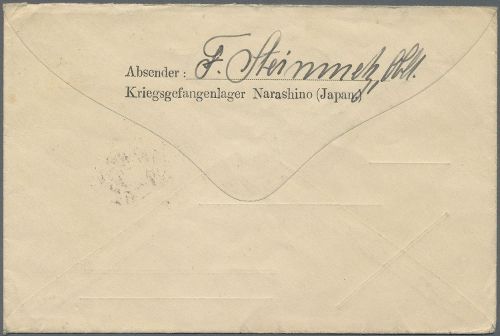 Absender: F. Steinmetz, Oblt.
Kriegsgefangenlager Narashino (Japan)